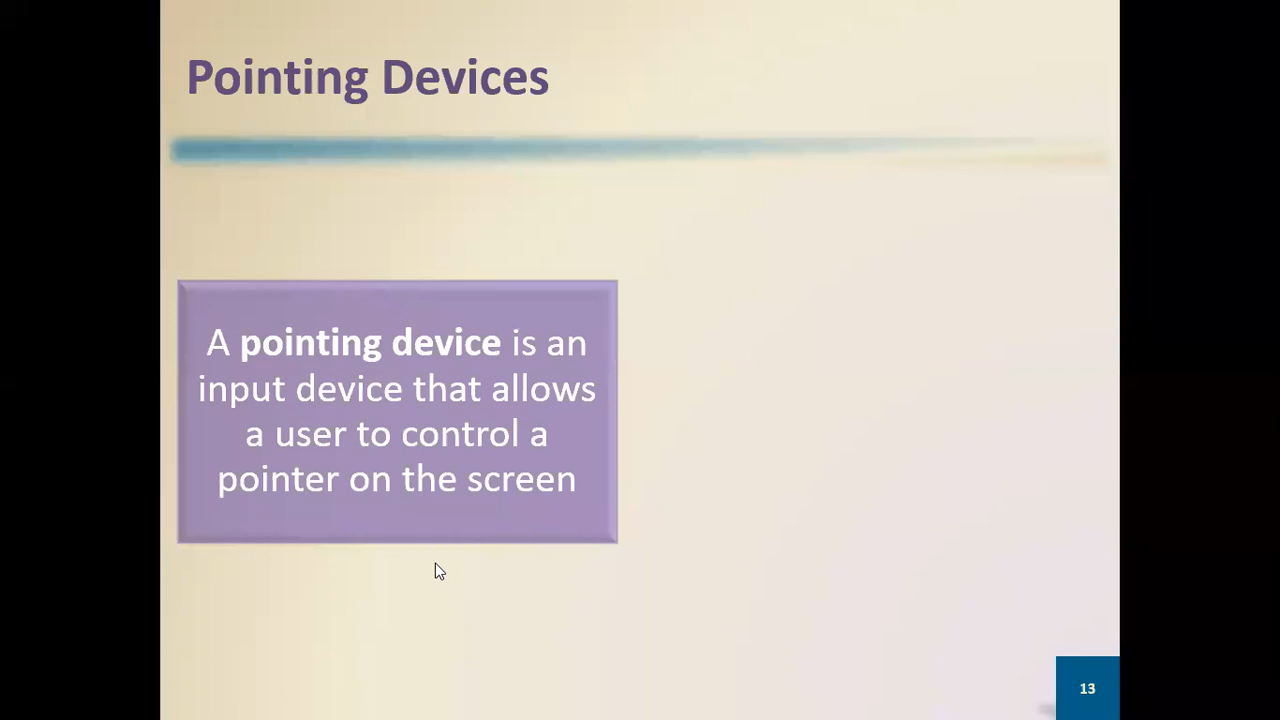 Pointing Devices
A pointing device is an
input device that allows
a user to control a
pointer on the screen
13